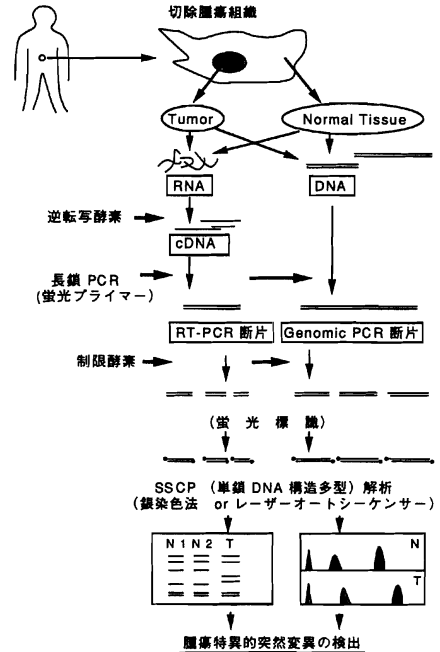 切除腫瘍組織
Tumor
Normal Tissue
RNA
DNA
逆転写酵素
cDNA
長鎖 PCR
(蛍光プライマー)
RT-PCR 断片
Genomic PCR 断片
制限酵素
(蛍 光 標 識)
SSCP (単鎖 DNA 構造多型) 解析
(銀染色法 or レーザーオートシーケンサー)
N 1 N 2 T
N
T
腫瘍特異的突然変異の検出